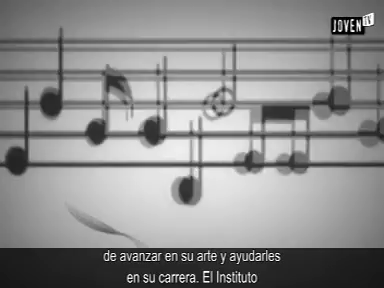 JOVEN TV
de avanzar en su arte y ayudarles
en su carrera. El Instituto